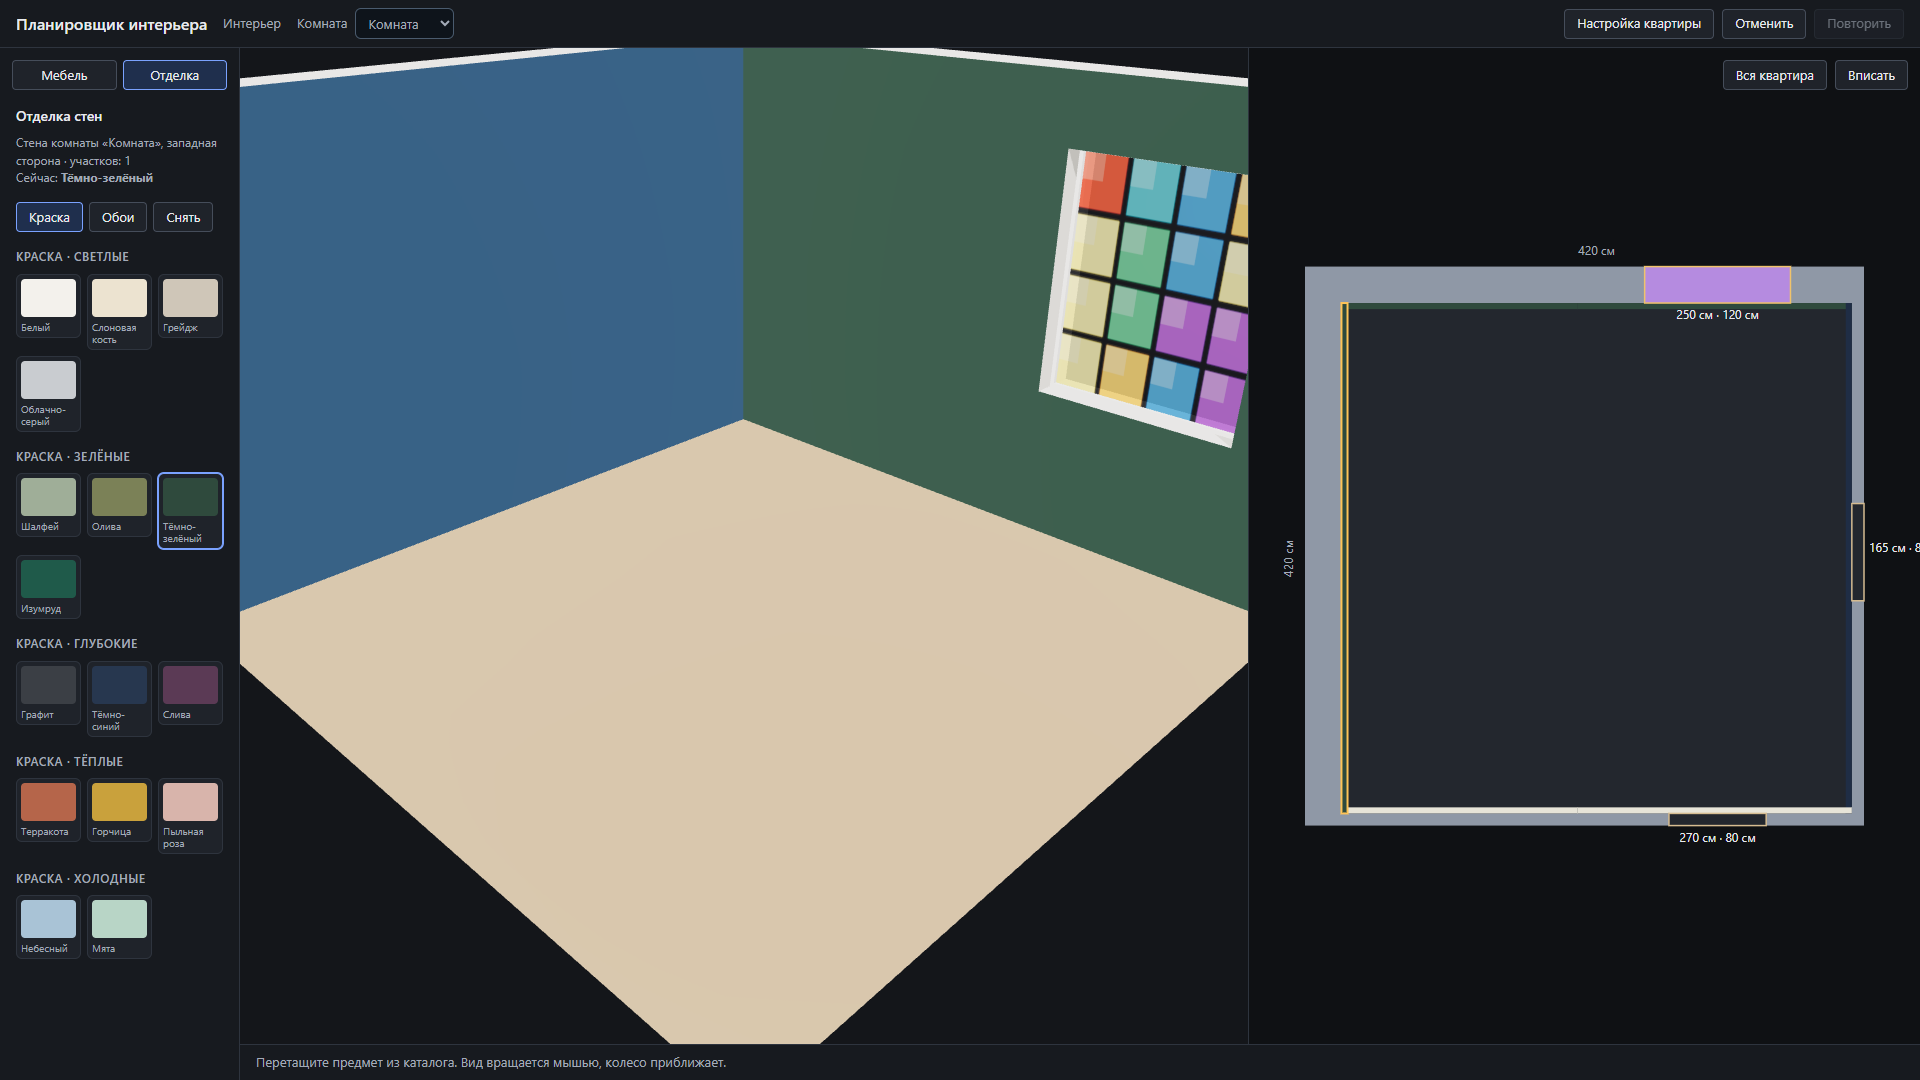 Планировщик интерьера
Интерьер
Комната
Комната
Настройка квартиры
Отменить
Повторить
Мебель
Отделка
Вся квартира
Вписать
Отделка стен
Стена комнаты «Комната», западная
сторона · участков: 1
Сейчас: Тёмно-зелёный
Краска
Обои
Снять
КРАСКА · СВЕТЛЫЕ
Белый
Слоновая
кость
Грейдж
Облачно-
серый
КРАСКА · ЗЕЛЁНЫЕ
Шалфей
Олива
Тёмно-
зелёный
Изумруд
КРАСКА · ГЛУБОКИЕ
Графит
Тёмно-
синий
Слива
КРАСКА · ТЁПЛЫЕ
Терракота
Горчица
Пыльная
роза
КРАСКА · ХОЛОДНЫЕ
Небесный
Мята
420 см
250 см · 120 см
420 см
165 см · 8
270 см · 80 см
Перетащите предмет из каталога. Вид вращается мышью, колесо приближает.